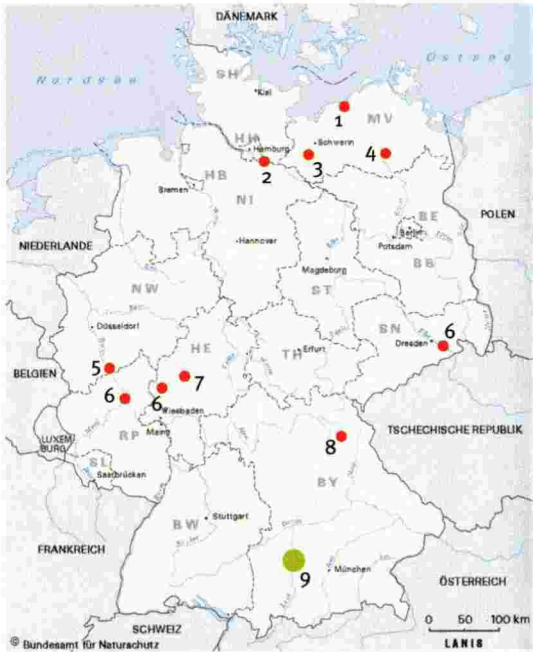 DÄNEMARK
Nordsee
Ostsee
SH
Kiel
1
MV
HH
Hamburg
Schwerin
2
3
4
HB
Bremen
NI
BE
POLEN
Berlin
Potsdam
NIEDERLANDE
Hannover
Magdeburg
BB
ST
NW
Düsseldorf
SN
6
Dresden
HE
TH
Erfurt
BELGIEN
5
7
6
6
Wiesbaden
LUXEM
BURG
RP
Mainz
TSCHECHISCHE REPUBLIK
8
SL
Saarbrücken
BY
BW
Stuttgart
FRANKREICH
9
München
ÖSTERREICH
SCHWEIZ
0 100 km
© Bundesamt für Naturschutz
LANIS